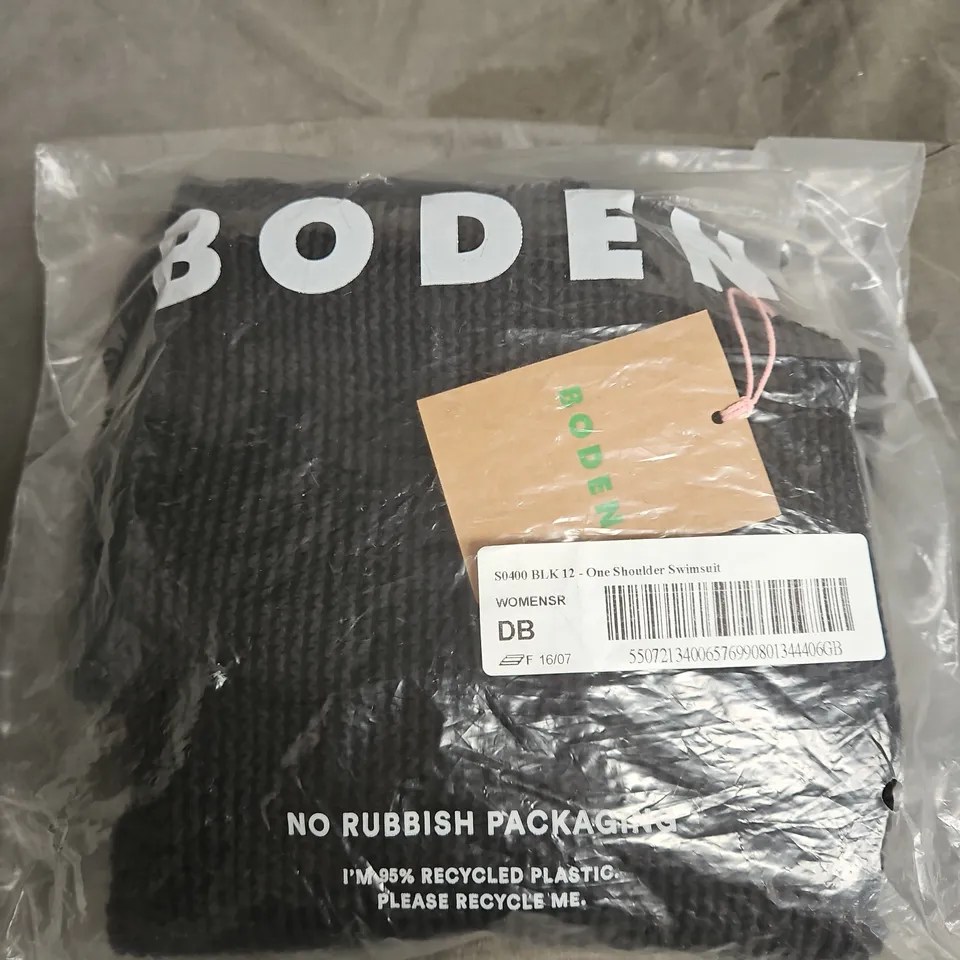 BODEN
BODEN
S0400 BLK 12 - One Shoulder Swimsuit
WOMENSR
DB
F 16/07
55072134006576990801344406GB
NO RUBBISH PACKAGING
I'M 95% RECYCLED PLASTIC.
PLEASE RECYCLE ME.